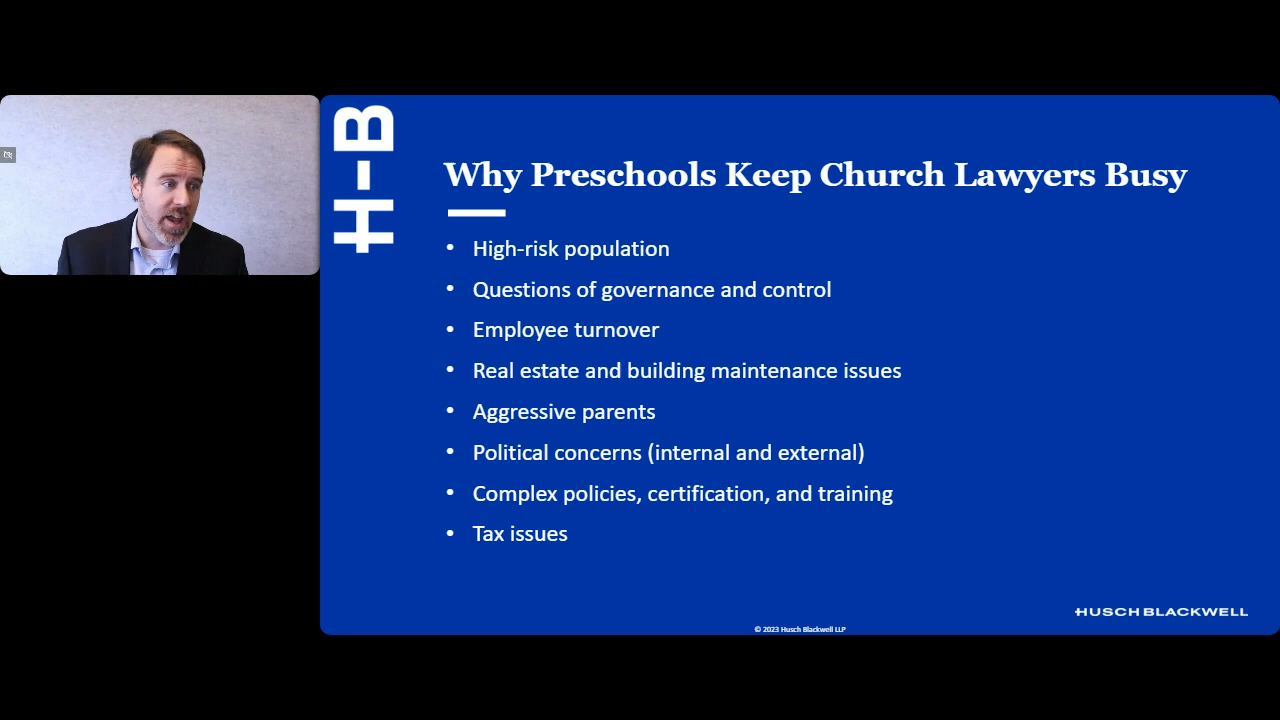 H-B
Why Preschools Keep Church Lawyers Busy
• High-risk population
• Questions of governance and control
• Employee turnover
• Real estate and building maintenance issues
• Aggressive parents
• Political concerns (internal and external)
• Complex policies, certification, and training
• Tax issues
HUSCH BLACKWELL
© 2023 Husch Blackwell LLP